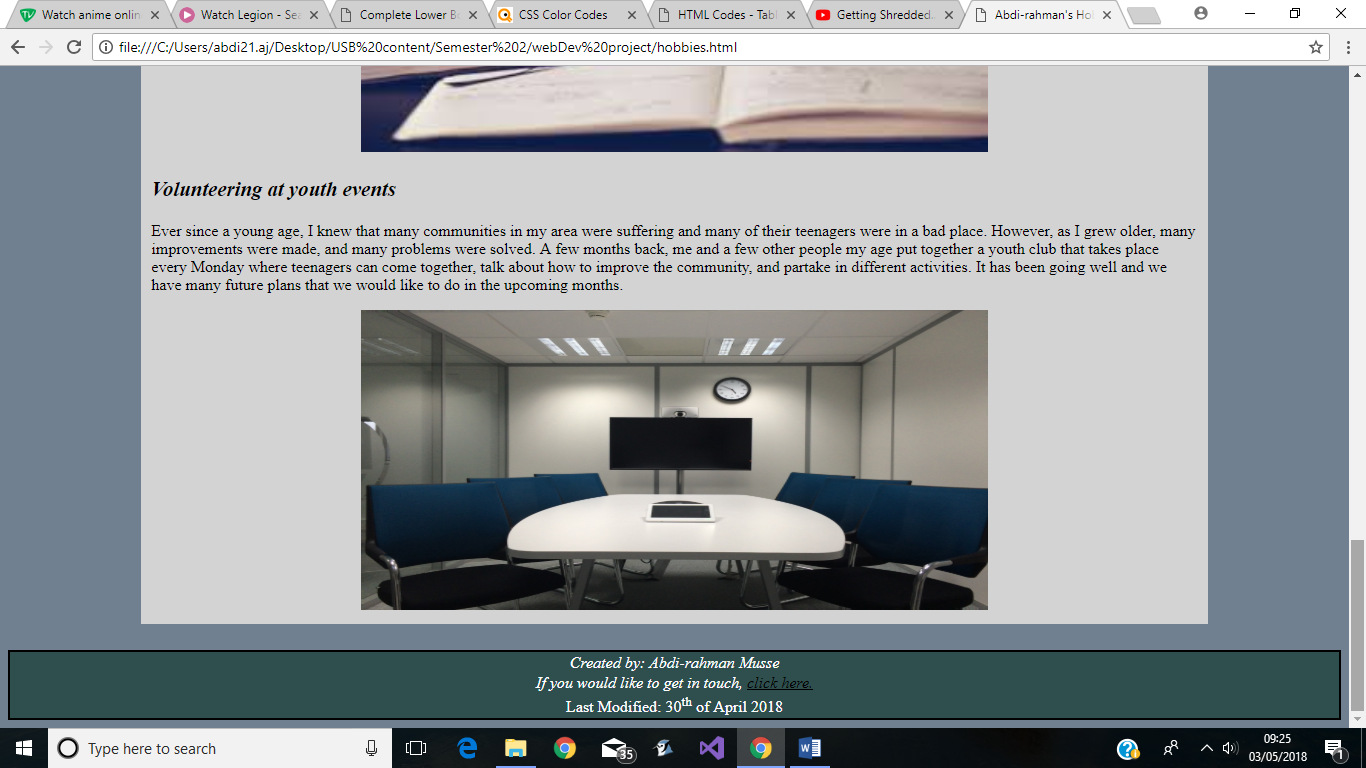 Watch anime onlin
Watch Legion - Sea
Complete Lower Bo
CSS Color Codes
HTML Codes - Tabl
Getting Shredded.
Abdi-rahman's Hob
file:///C:/Users/abdi21.aj/Desktop/USB%20content/Semester%202/webDev%20project/hobbies.html
Volunteering at youth events
Ever since a young age, I knew that many communities in my area were suffering and many of their teenagers were in a bad place. However, as I grew older, many
improvements were made, and many problems were solved. A few months back, me and a few other people my age put together a youth club that takes place
every Monday where teenagers can come together, talk about how to improve the community, and partake in different activities. It has been going well and we
have many future plans that we would like to do in the upcoming months.
Created by: Abdi-rahman Musse
If you would like to get in touch, click here.
Last Modified: 30th of April 2018
Type here to search
35
09:25
03/05/2018
1